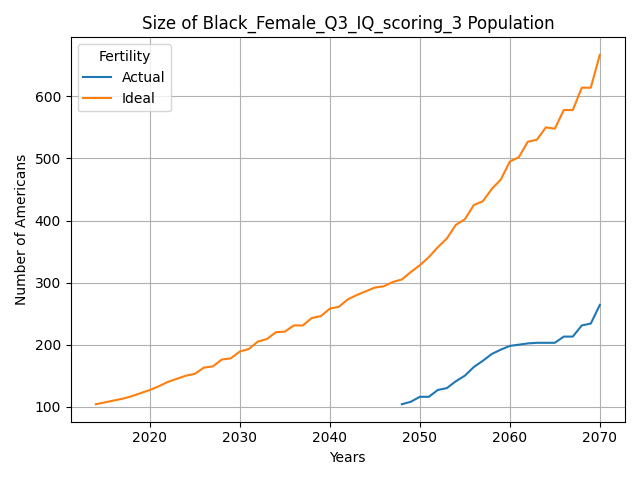 Size of Black_Female_Q3_IQ_scoring_3 Population
Fertility
Actual
Ideal
Number of Americans
600
500
400
300
200
100
2020 2030 2040 2050 2060 2070
Years